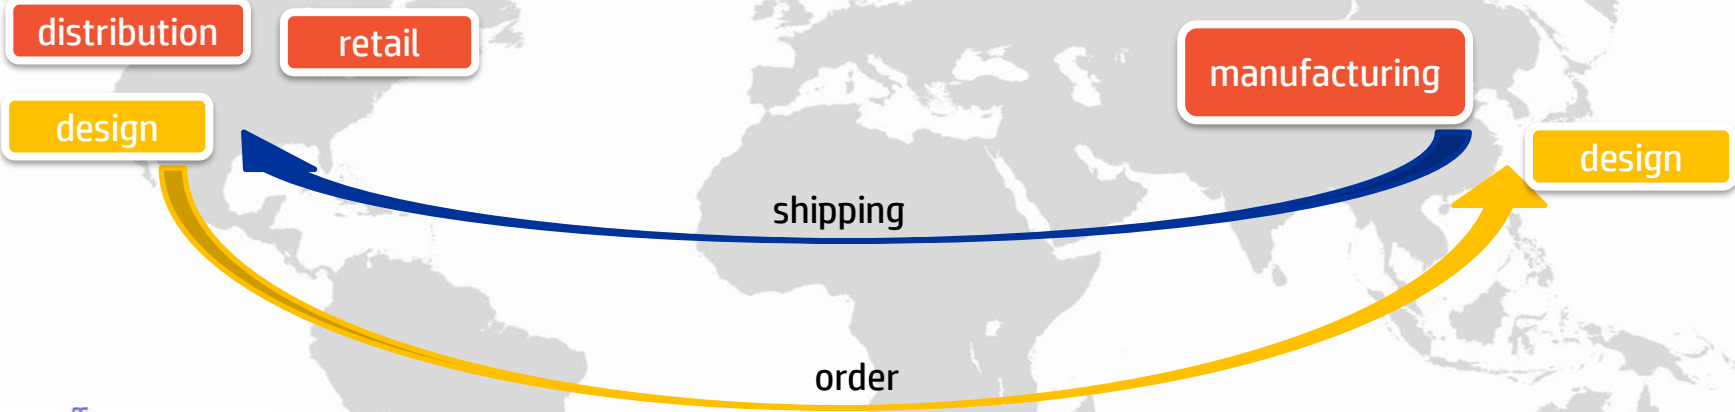 distribution
retail
manufacturing
design
design
shipping
order